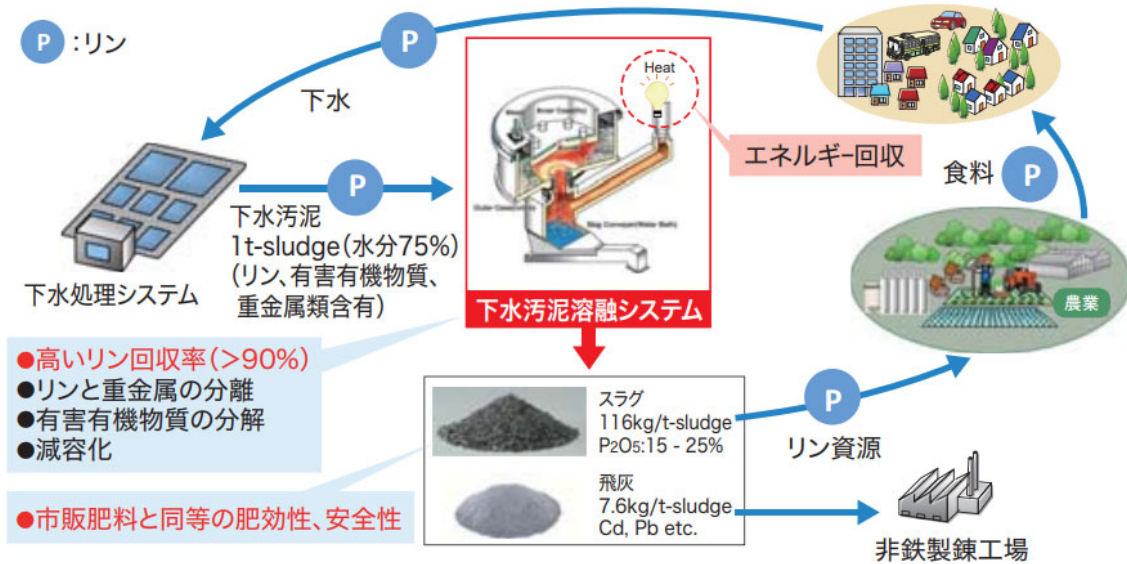 P :リン
P
下水
Heat
エネルギー回収
食料 P
農業
P
下水汚泥
1t-sludge(水分75%)
(リン、有害有機物質、
重金属類含有)
下水処理システム
Slag Conveyor(Water Bath)
下水汚泥溶融システム
●高いリン回収率(>90%)
●リンと重金属の分離
●有害有機物質の分解
●減容化
●市販肥料と同等の肥効性、安全性
スラグ
116kg/t-sludge
P2O5:15 - 25%
飛灰
7.6kg/t-sludge
Cd, Pb etc.
P
リン資源
非鉄製錬工場